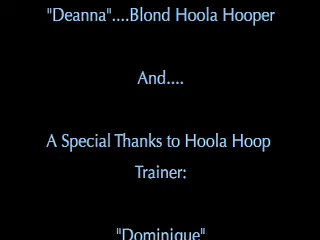 "Deanna"....Blond Hoola Hooper
And....
A Special Thanks to Hoola Hoop
Trainer:
"Dominique"